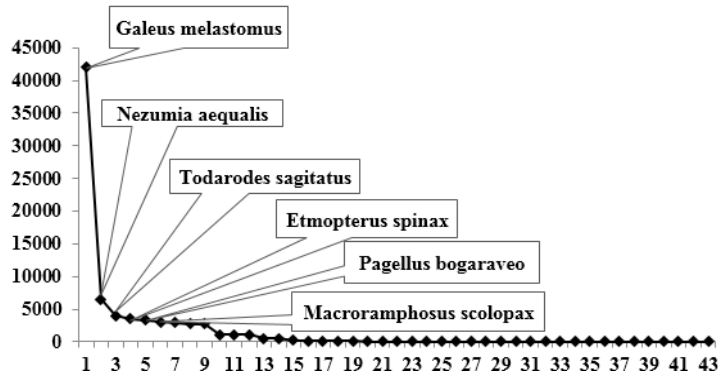 Galeus melastomus
45000
40000
35000
30000
25000
20000
15000
10000
5000
0
Nezumia aequalis
Todarodes sagitatus
Etmopterus spinax
Pagellus bogaraveo
Macroramphosus scolopax
1 3 5 7 9 11 13 15 17 19 21 23 25 27 29 31 33 35 37 39 41 43